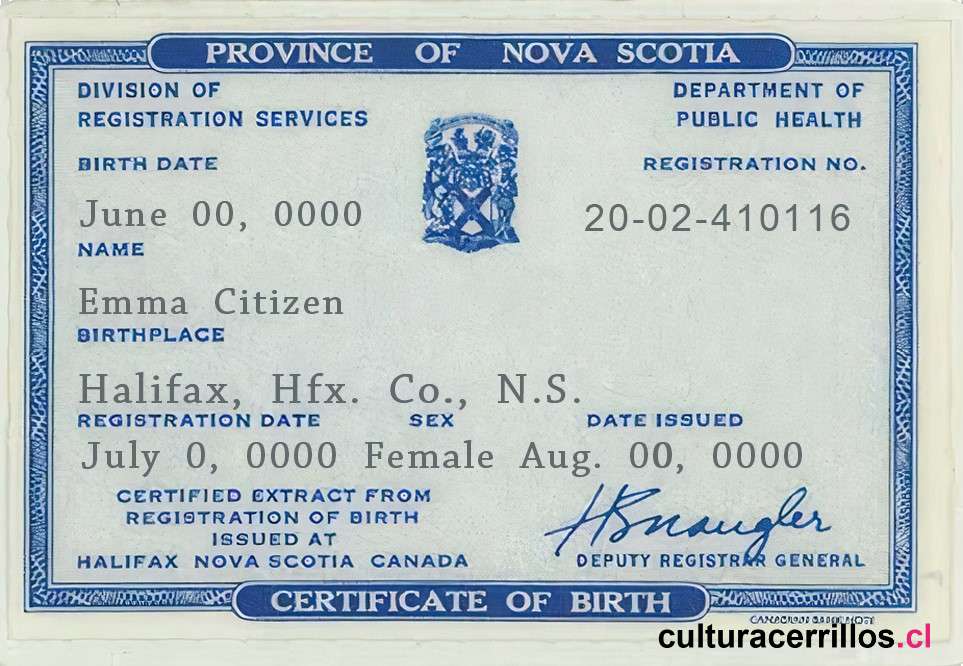 PROVINCE OF NOVA SCOTIA
DIVISION OF REGISTRATION SERVICES
DEPARTMENT OF PUBLIC HEALTH
BIRTH DATE
June 00, 0000
REGISTRATION NO.
20-02-410116
NAME
Emma Citizen
BIRTHPLACE
Halifax, Hfx. Co., N.S.
REGISTRATION DATE SEX DATE ISSUED
July 0, 0000 Female Aug. 00, 0000
CERTIFIED EXTRACT FROM
REGISTRATION OF BIRTH
ISSUED AT
HALIFAX NOVA SCOTIA CANADA
DEPUTY REGISTRAR GENERAL
CERTIFICATE OF BIRTH
culturacerrillos.cl